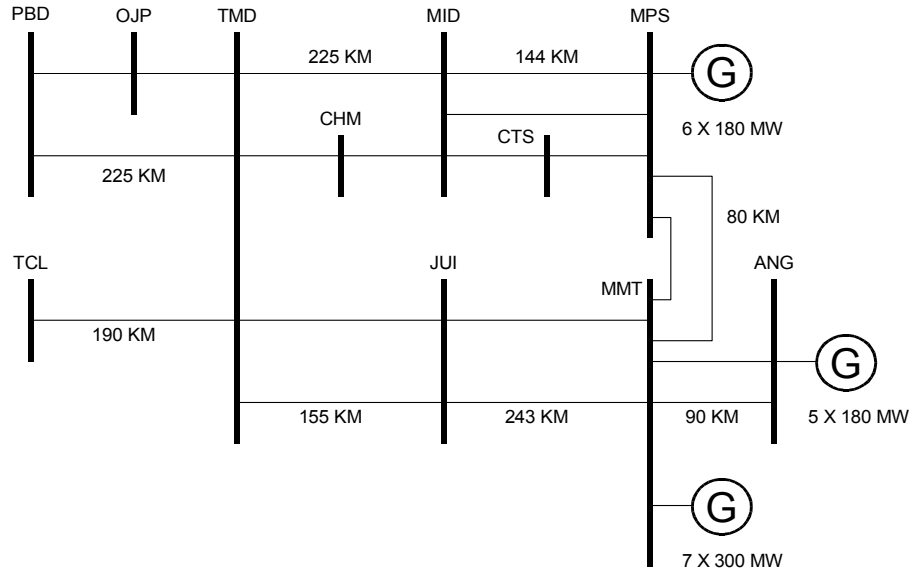 PBD
OJP
TMD
MID
MPS
225 KM
144 KM
G
6 X 180 MW
CHM
CTS
225 KM
80 KM
TCL
JUI
MMT
ANG
190 KM
G
155 KM
243 KM
90 KM
5 X 180 MW
G
7 X 300 MW